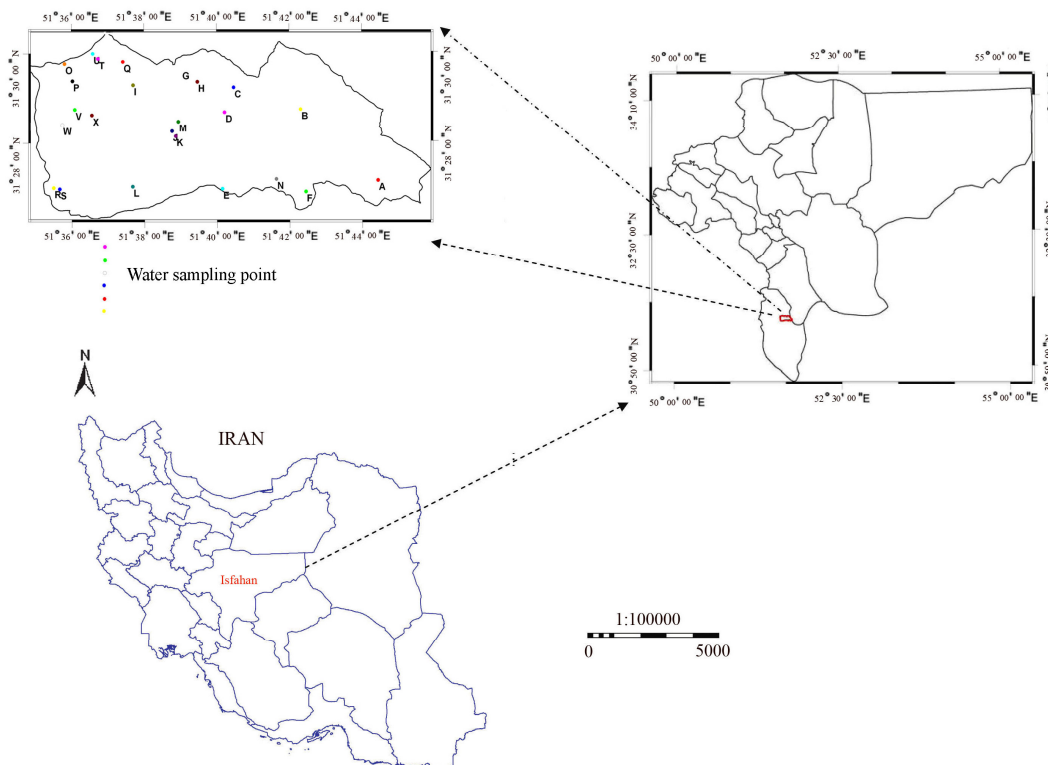 51° 36' 00 "E 51° 38' 00 "E 51° 40' 00 "E 51° 42' 00 "E 51° 44' 00 "E
31° 30' 00 "N
31° 28' 00 "N
31° 30' 00 "N
31° 28' 00 "N
O
U
T
Q
P
I
G
H
C
V
X
W
D
B
M
J
K
R
S
L
E
N
F
A
51° 36' 00 "E 51° 38' 00 "E 51° 40' 00 "E 51° 42' 00 "E 51° 44' 00 "E
Water sampling point
50° 00' 00 "E 52° 30' 00 "E 55° 00' 00 "E
34° 10' 00 "N
32° 30' 00 "N
30° 50' 00 "N
50° 00' 00 "E 52° 30' 00 "E 55° 00' 00 "E
N
IRAN
Isfahan
1:100000
0 5000